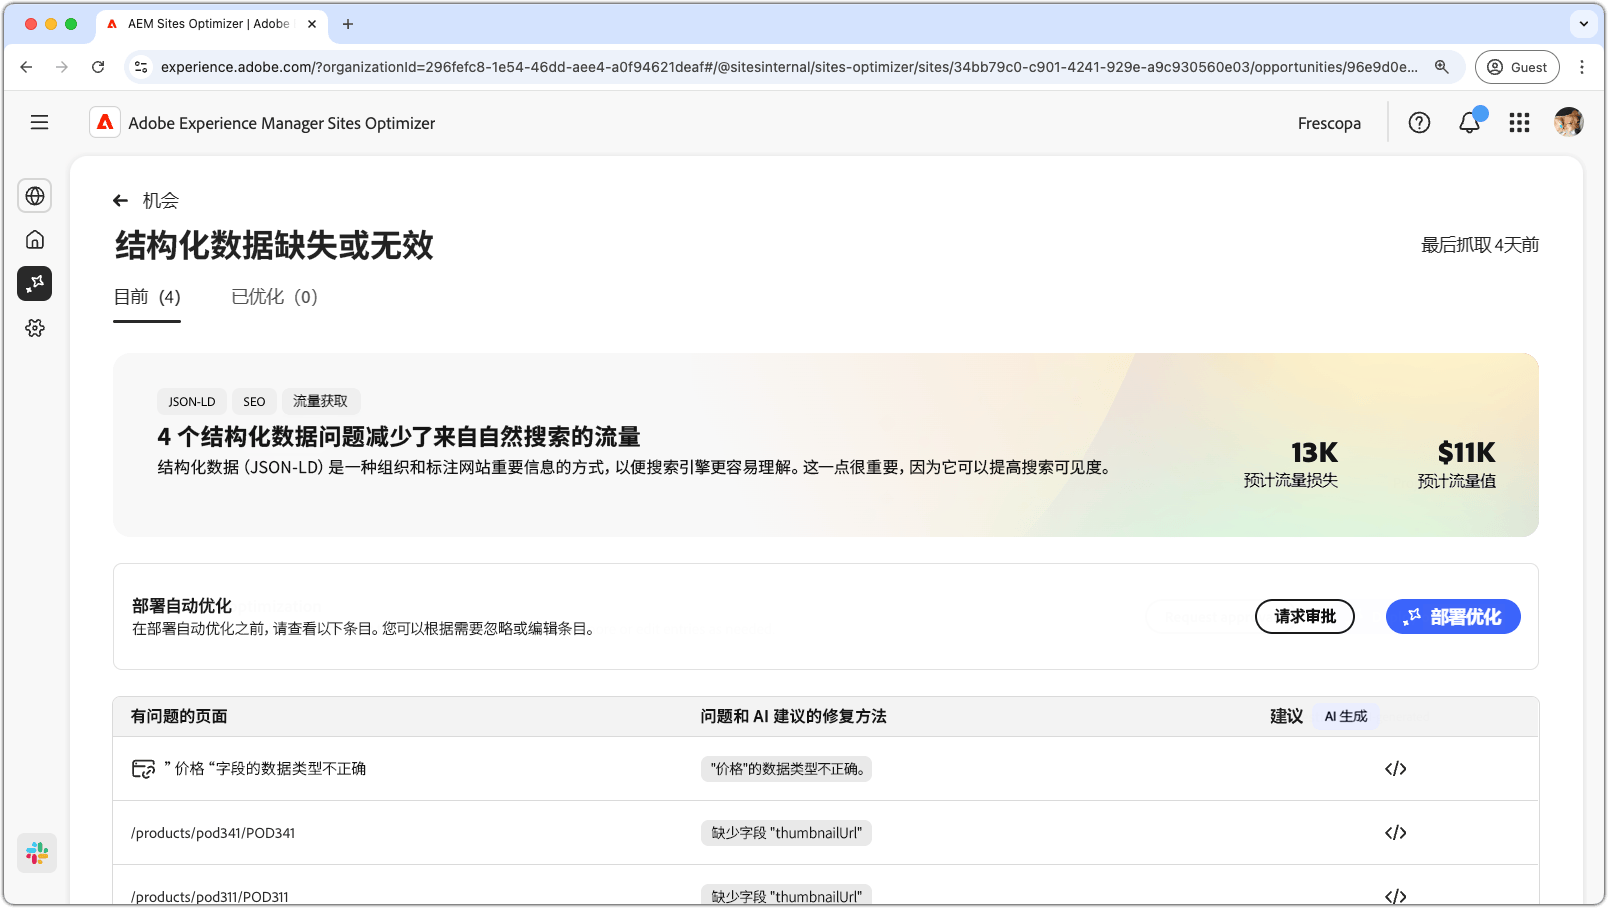 AEM Sites Optimizer | Adobe
experience.adobe.com/?organizationId=296fefc8-1e54-46dd-aee4-a0f94621deaf#/@sitesinternal/sites-optimizer/sites/34bb79c0-c901-4241-929e-a9c930560e03/opportunities/96e9d0e...
Guest
Adobe Experience Manager Sites Optimizer
Frescopa
机会
结构化数据缺失或无效
最后抓取 4天前
目前 (4)
已优化 (0)
JSON-LD
SEO
流量获取
4 个结构化数据问题减少了来自自然搜索的流量
结构化数据 (JSON-LD) 是一种组织和标注网站重要信息的方式，以便搜索引擎更容易理解。这一点很重要，因为它可以提高搜索可见度。
13K
预计流量损失
$11K
预计流量值
部署自动优化
在部署自动优化之前，请查看以下条目。您可以根据需要忽略或编辑条目。
请求审批
部署优化
有问题的页面
问题和 AI 建议的修复方法
建议
AI 生成
” 价格 “字段的数据类型不正确
"价格"的数据类型不正确。
/products/pod341/POD341
缺少字段 "thumbnailUrl"
/products/pod311/POD311
缺少字段 "thumbnailUrl"